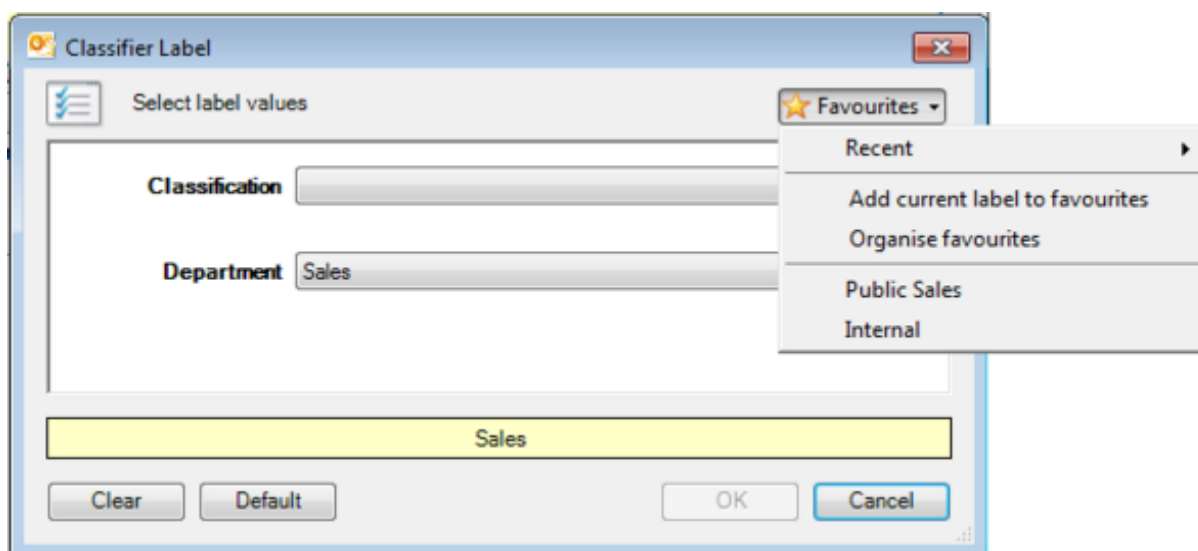 Classifier Label
Select label values
Favourites
Recent
Add current label to favourites
Organise favourites
Public Sales
Internal
Classification
Department Sales
Sales
Clear Default OK Cancel